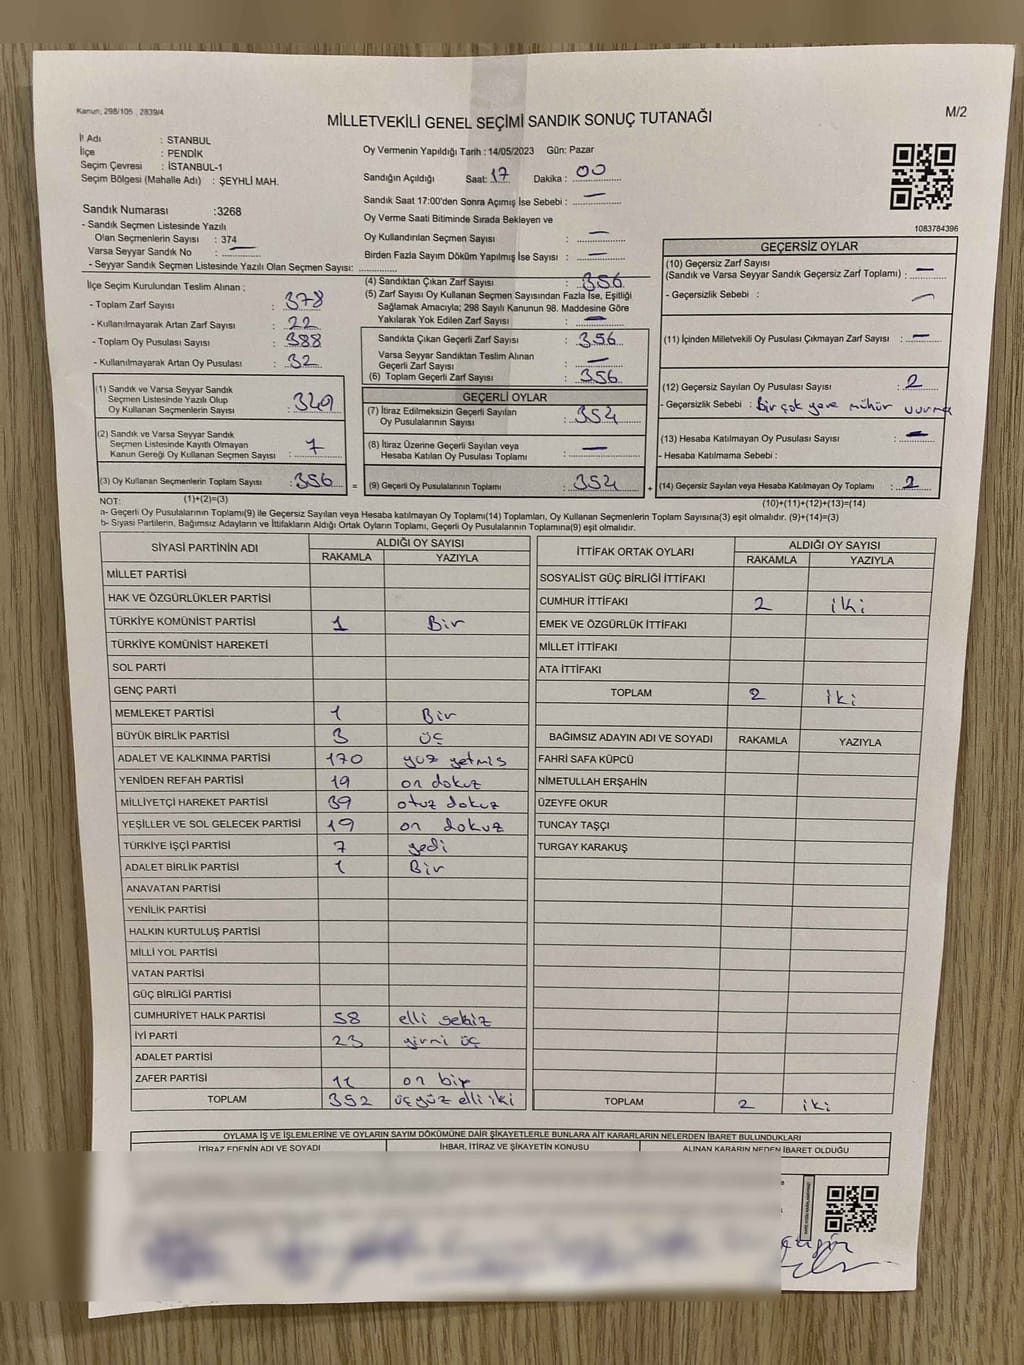 Kanun; 298/105 , 2839/4
M/2
MİLLETVEKİLİ GENEL SEÇİMİ SANDIK SONUÇ TUTANAĞI
İl Adı : STANBUL
İlçe : PENDİK
Seçim Çevresi : İSTANBUL-1
Seçim Bölgesi (Mahalle Adı) : ŞEYHLİ MAH.
Sandık Numarası :3268
- Sandık Seçmen Listesinde Yazılı
Olan Seçmenlerin Sayısı : 374
Varsa Seyyar Sandık No : —
- Seyyar Sandık Seçmen Listesinde Yazılı Olan Seçmen Sayısı:
Oy Vermenin Yapıldığı Tarih : 14/05/2023 Gün: Pazar
Sandığın Açıldığı Saat: 17 Dakika : 00
Sandık Saat 17:00'den Sonra Açımış İse Sebebi : —
Oy Verme Saati Bitiminde Sırada Bekleyen ve
Oy Kullandırılan Seçmen Sayısı : —
Birden Fazla Sayım Döküm Yapılmış İse Sayısı : —
1083784396
İlçe Seçim Kurulundan Teslim Alınan ;
- Toplam Zarf Sayısı : 378
- Kullanılmayarak Artan Zarf Sayısı : 22
- Toplam Oy Pusulası Sayısı : 388
- Kullanılmayarak Artan Oy Pusulası : 32
(1) Sandık ve Varsa Seyyar Sandık
Seçmen Listesinde Yazılı Olup
Oy Kullanan Seçmenlerin Sayısı : 349
(2) Sandık ve Varsa Seyyar Sandık
Seçmen Listesinde Kayıtlı Olmayan
Kanun Gereği Oy Kullanan Seçmen Sayısı : 7
(3) Oy Kullanan Seçmenlerin Toplam Sayısı : 356
(1)+(2)=(3)
(4) Sandıktan Çıkan Zarf Sayısı : 356
(5) Zarf Sayısı Oy Kullanan Seçmen Sayısından Fazla İse, Eşitliği
Sağlamak Amacıyla; 298 Sayılı Kanunun 98. Maddesine Göre
Yakılarak Yok Edilen Zarf Sayısı : —
Sandıkta Çıkan Geçerli Zarf Sayısı : 356
Varsa Seyyar Sandıktan Teslim Alınan
Geçerli Zarf Sayısı : —
(6) Toplam Geçerli Zarf Sayısı : 356
GEÇERLİ OYLAR
(7) İtiraz Edilmeksizin Geçerli Sayılan
Oy Pusulalarının Sayısı : 354
(8) İtiraz Üzerine Geçerli Sayılan veya
Hesaba Katılan Oy Pusulası Toplamı : —
= (9) Geçerli Oy Pusulalarının Toplamı : 354 +
GEÇERSİZ OYLAR
(10) Geçersiz Zarf Sayısı
(Sandık ve Varsa Seyyar Sandık Geçersiz Zarf Toplamı) : —
- Geçersizlik Sebebi : —
(11) İçinden Milletvekili Oy Pusulası Çıkmayan Zarf Sayısı : —
(12) Geçersiz Sayılan Oy Pusulası Sayısı : 2
- Geçersizlik Sebebi : Bir çok yere mühür vurma
(13) Hesaba Katılmayan Oy Pusulası Sayısı : —
- Hesaba Katılmama Sebebi :
(14) Geçersiz Sayılan veya Hesaba Katılmayan Oy Toplamı : 2
(10)+(11)+(12)+(13)=(14)
NOT:
a- Geçerli Oy Pusulalarının Toplamı(9) ile Geçersiz Sayılan veya Hesaba katılmayan Oy Toplamı(14) Toplamları, Oy Kullanan Seçmenlerin Toplam Sayısına(3) eşit olmalıdır. (9)+(14)=(3)
b- Siyasi Partilerin, Bağımsız Adayların ve İttifakların Aldığı Ortak Oyların Toplamı, Geçerli Oy Pusulalarının Toplamına(9) eşit olmalıdır.
SİYASİ PARTİNİN ADI ALDIĞI OY SAYISI
RAKAMLA YAZIYLA
MİLLET PARTİSİ
HAK VE ÖZGÜRLÜKLER PARTİSİ
TÜRKİYE KOMÜNİST PARTİSİ 1 Bir
TÜRKİYE KOMÜNİST HAREKETİ
SOL PARTİ
GENÇ PARTİ
MEMLEKET PARTİSİ 1 Bir
BÜYÜK BİRLİK PARTİSİ 3 üç
ADALET VE KALKINMA PARTİSİ 170 yüz yetmis
YENİDEN REFAH PARTİSİ 19 on dokuz
MİLLİYETÇİ HAREKET PARTİSİ 39 otuz dokuz
YEŞİLLER VE SOL GELECEK PARTİSİ 19 on dokuz
TÜRKİYE İŞÇİ PARTİSİ 7 yedi
ADALET BİRLİK PARTİSİ 1 Bir
ANAVATAN PARTİSİ
YENİLİK PARTİSİ
HALKIN KURTULUŞ PARTİSİ
MİLLİ YOL PARTİSİ
VATAN PARTİSİ
GÜÇ BİRLİĞİ PARTİSİ
CUMHURİYET HALK PARTİSİ 58 elli sekiz
İYİ PARTİ 23 yirmi üç
ADALET PARTİSİ
ZAFER PARTİSİ 11 on bir
TOPLAM 352 üçyüz elli iki
İTTİFAK ORTAK OYLARI ALDIĞI OY SAYISI
RAKAMLA YAZIYLA
SOSYALİST GÜÇ BİRLİĞİ İTTİFAKI
CUMHUR İTTİFAKI 2 iki
EMEK VE ÖZGÜRLÜK İTTİFAKI
MİLLET İTTİFAKI
ATA İTTİFAKI
TOPLAM 2 iki
BAĞIMSIZ ADAYIN ADI VE SOYADI RAKAMLA YAZIYLA
FAHRİ SAFA KÜPCÜ
NİMETULLAH ERŞAHİN
ÜZEYFE OKUR
TUNCAY TAŞÇI
TURGAY KARAKUŞ
TOPLAM 2 iki
OYLAMA İŞ VE İŞLEMLERİNE VE OYLARIN SAYIM DÖKÜMÜNE DAİR ŞİKAYETLERLE BUNLARA AİT KARARLARIN NELERDEN İBARET BULUNDUKLARI
İTİRAZ EDENİN ADI VE SOYADI İHBAR, İTİRAZ VE ŞİKAYETİN KONUSU ALINAN KARARIN NEDEN İBARET OLDUĞU